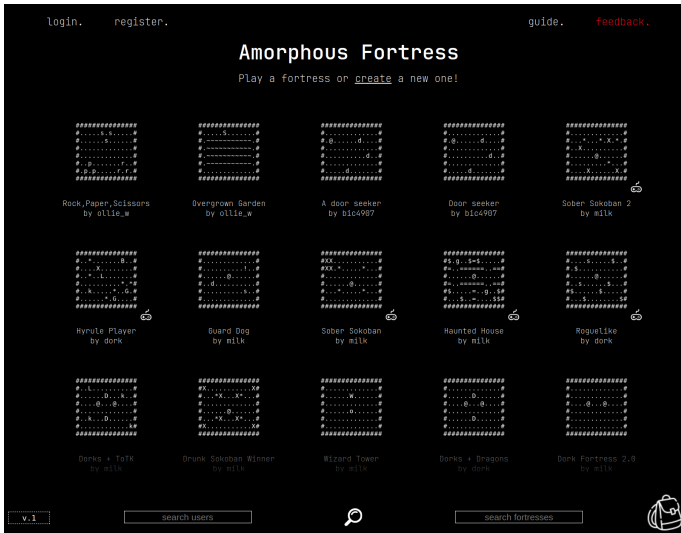 login. register. guide. feedback.
Amorphous Fortress
Play a fortress or create a new one!
Rock,Paper,Scissors
by ollie_w
Overgrown Garden
by ollie_w
A door seeker
by bic4907
Door seeker
by bic4907
Sober Sokoban 2
by milk
Hyrule Player
by dork
Guard Dog
by milk
Sober Sokoban
by milk
Haunted House
by milk
Roguelike
by dork
Dorks + ToTK
by milk
Drunk Sokoban Winner
by milk
Wizard Tower
by milk
Dorks + Dragons
by dork
Dork Fortress 2.0
by milk
v.1 search users search fortresses